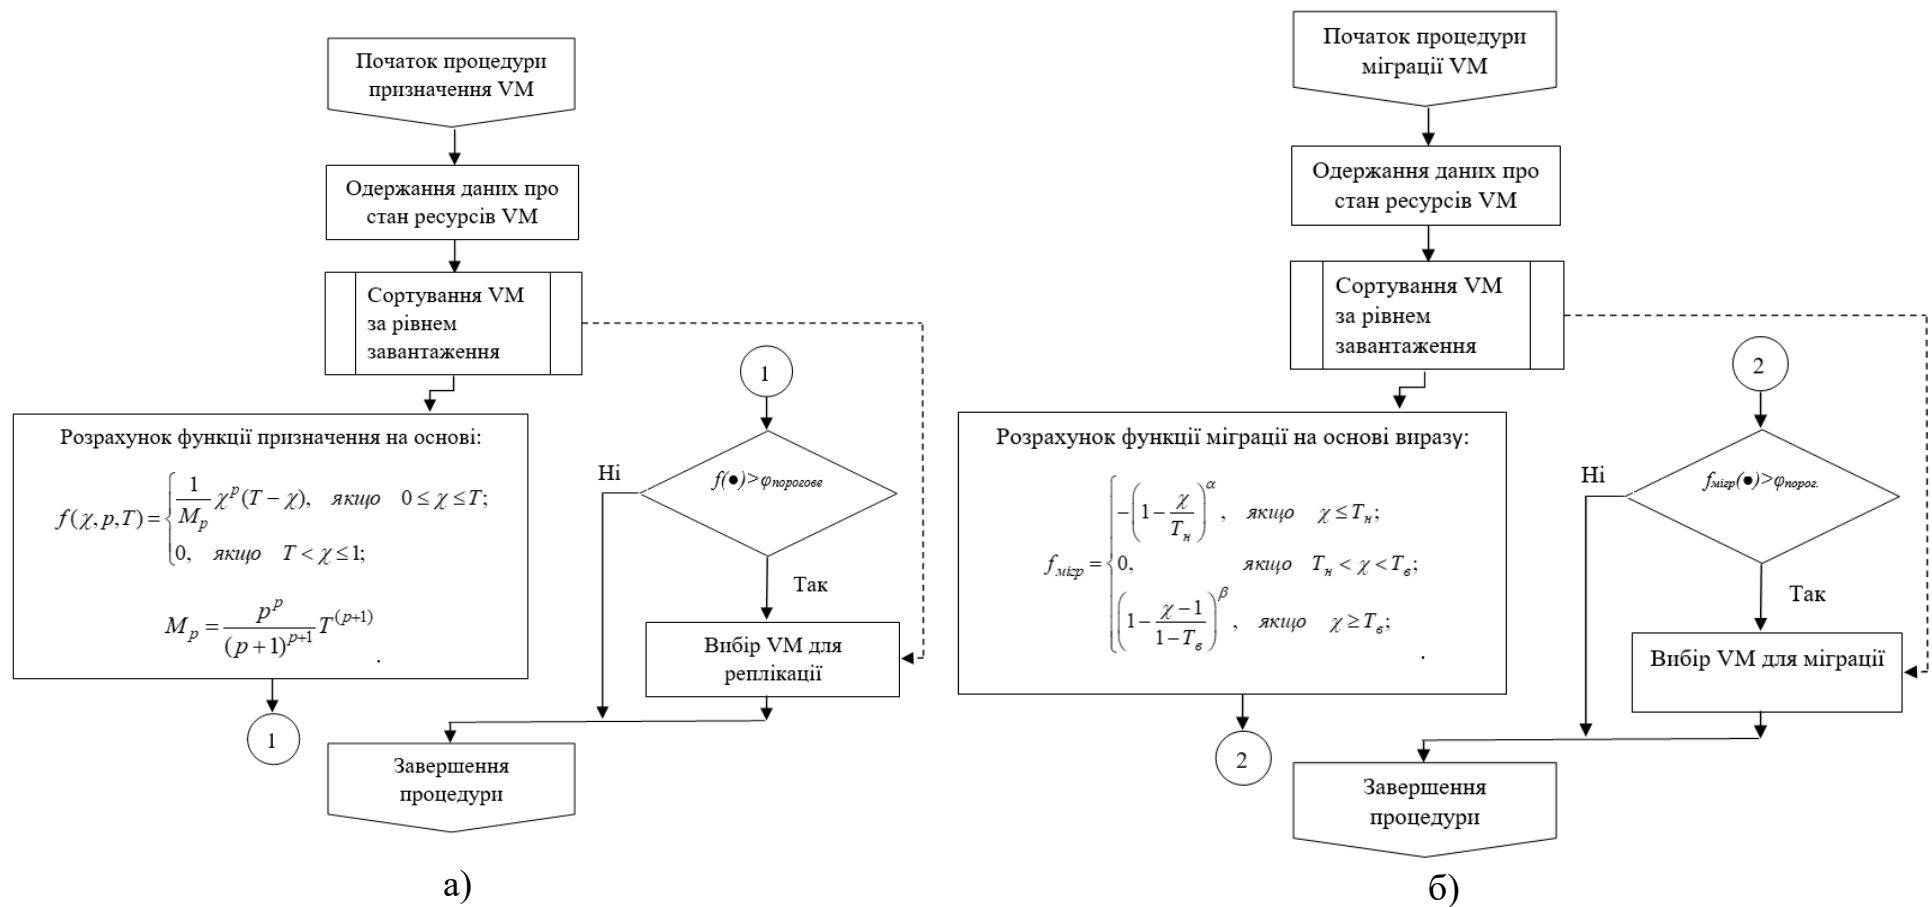 Початок процедури
призначення VM
Одержання даних про
стан ресурсів VM
Сортування VM
за рівнем
завантаження
Розрахунок функції призначення на основі:
f(χ, p, T) = { 1/M_p χ^p (T − χ), якщо 0 ≤ χ ≤ T;
0, якщо T < χ ≤ 1;
M_p = p^p / (p+1)^{p+1} T^{(p+1)} .
1
1
f(●)>φпорогове
Ні
Так
Вибір VM для
реплікації
Завершення
процедури
а)
Початок процедури
міграції VM
Одержання даних про
стан ресурсів VM
Сортування VM
за рівнем
завантаження
Розрахунок функції міграції на основі виразу:
f_мігр = { −(1 − χ/T_н)^α, якщо χ ≤ T_н;
0, якщо T_н < χ < T_в;
(1 − (χ−1)/(1−T_в))^β, якщо χ ≥ T_в; .
2
2
fмігр(●)>φпорог.
Ні
Так
Вибір VM для міграції
Завершення
процедури
б)